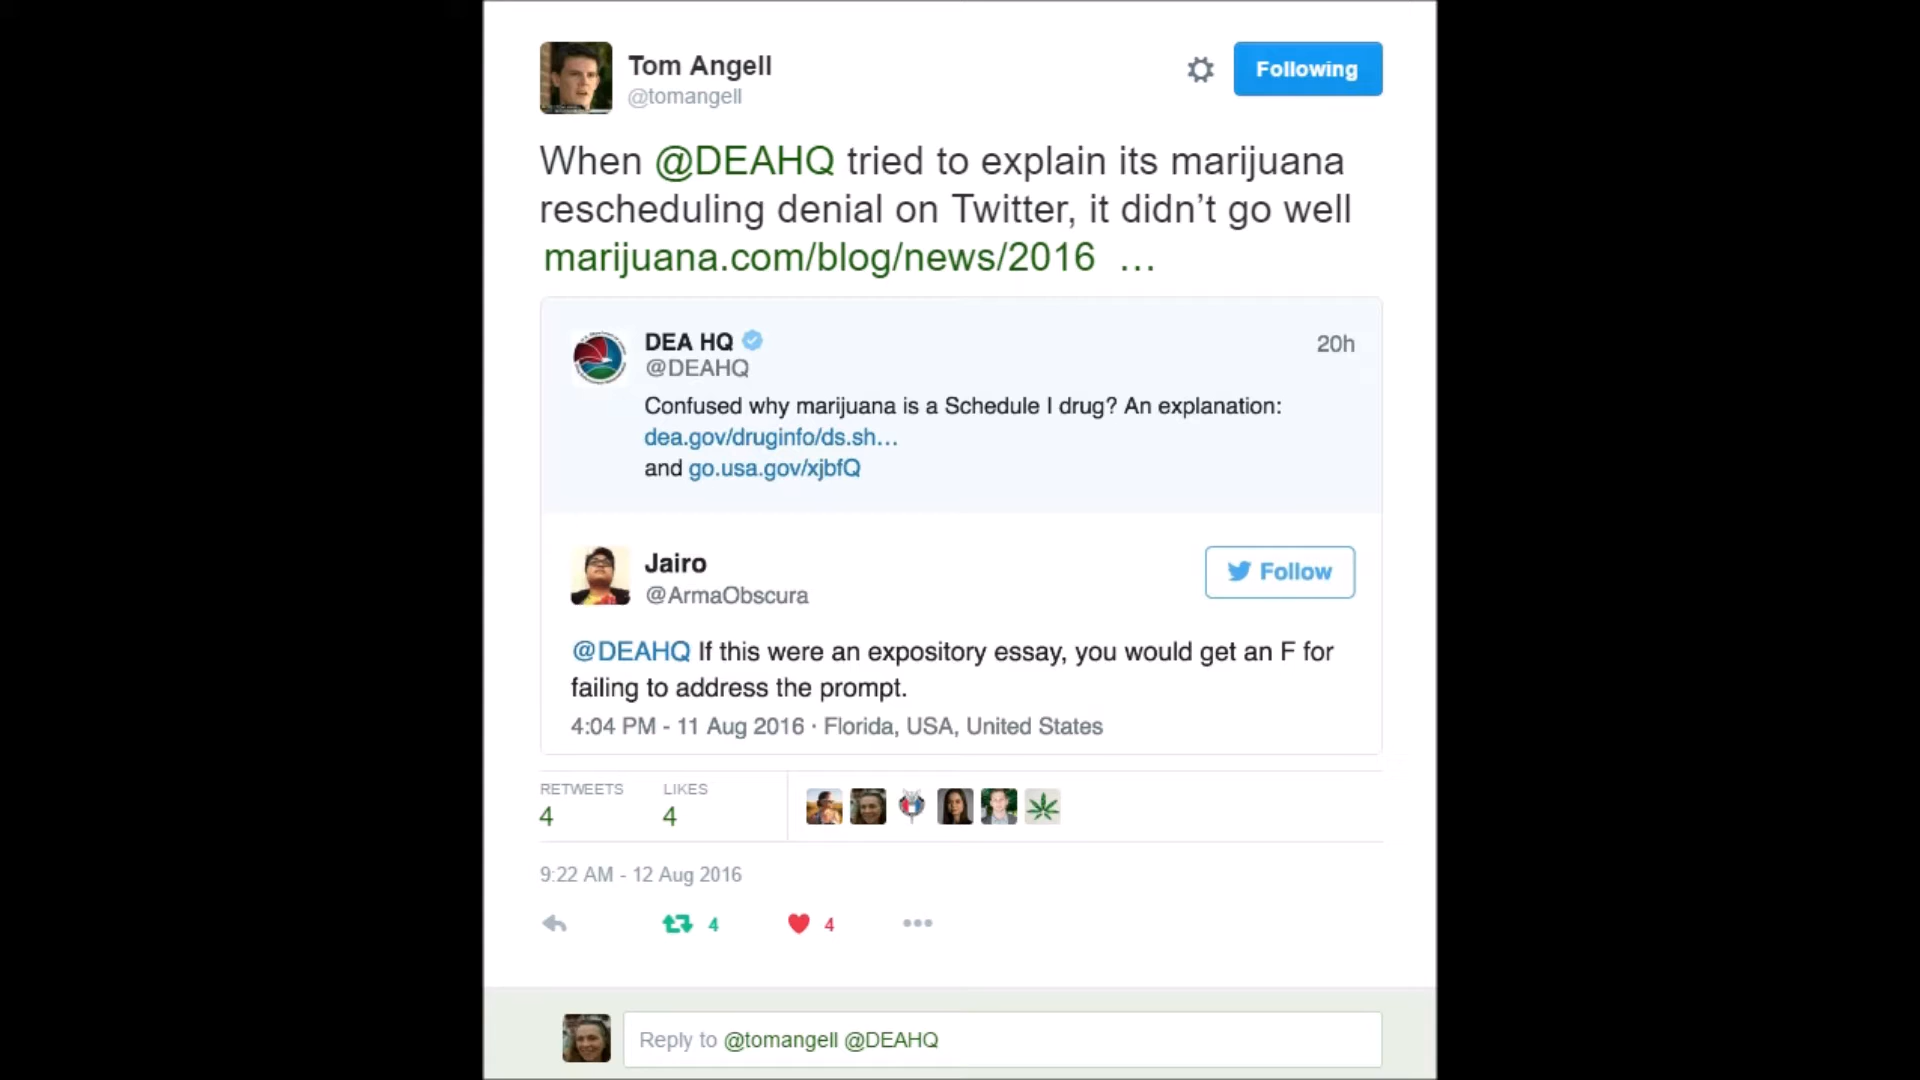 Tom Angell
@tomangell
Following
When @DEAHQ tried to explain its marijuana
rescheduling denial on Twitter, it didn’t go well
marijuana.com/blog/news/2016 …
DEA HQ
20h
@DEAHQ
Confused why marijuana is a Schedule I drug? An explanation:
dea.gov/druginfo/ds.sh…
and go.usa.gov/xjbfQ
Jairo
@ArmaObscura
Follow
@DEAHQ If this were an expository essay, you would get an F for
failing to address the prompt.
4:04 PM - 11 Aug 2016 · Florida, USA, United States
RETWEETS LIKES
4 4
9:22 AM - 12 Aug 2016
4 4
Reply to @tomangell @DEAHQ